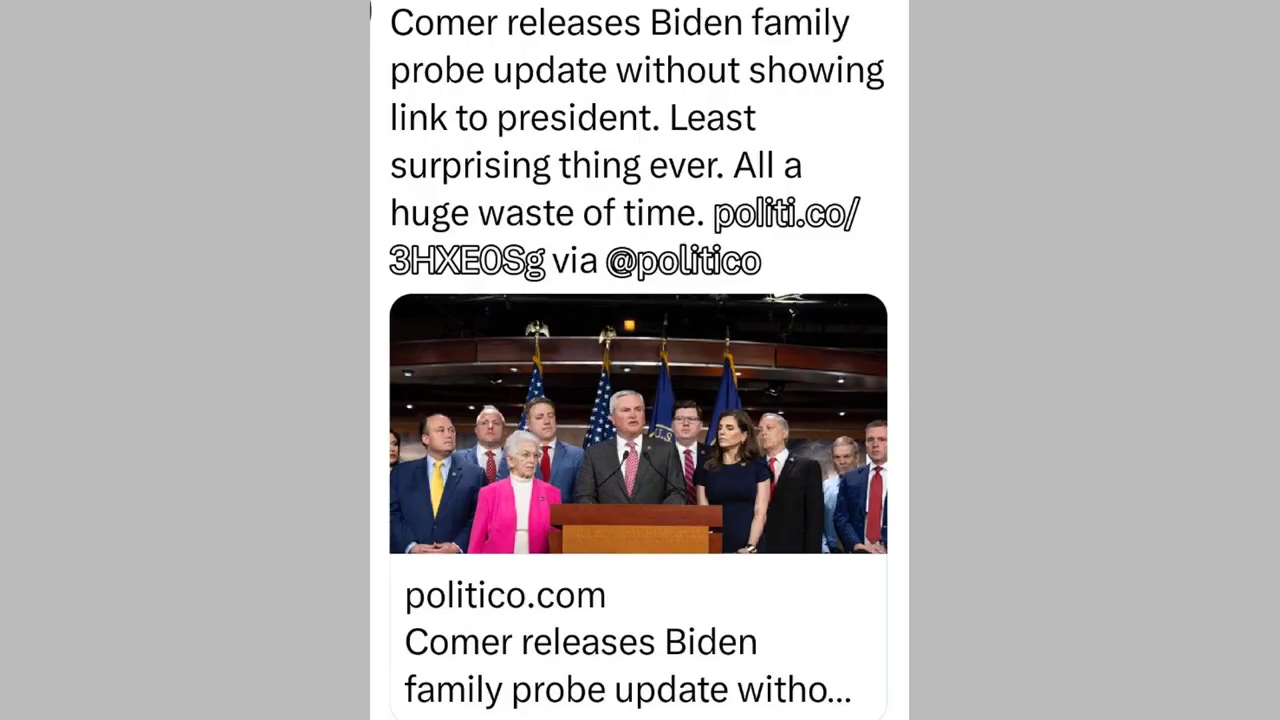 Comer releases Biden family
probe update without showing
link to president. Least
surprising thing ever. All a
huge waste of time. politi.co/
3HXE0Sg via @politico
U.S
politico.com
Comer releases Biden
family probe update witho...